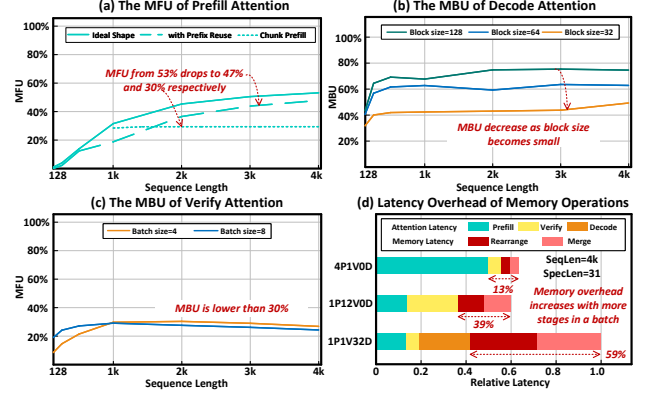 (a) The MFU of Prefill Attention
100%
80%
60%
40%
20%
MFU
Ideal Shape
with Prefix Reuse
Chunk Prefill
MFU from 53% drops to 47%
and 30% respectively
128
1k
2k
3k
4k
Sequence Length
(b) The MBU of Decode Attention
100%
80%
60%
40%
20%
MBU
Block size=128
Block size=64
Block size=32
MBU decrease as block size
becomes small
128
1k
2k
3k
4k
Sequence Length
(c) The MBU of Verify Attention
100%
80%
60%
40%
20%
MBU
Batch size=4
Batch size=8
MBU is lower than 30%
128
1k
2k
3k
4k
Sequence Length
(d) Latency Overhead of Memory Operations
Attention Latency
Prefill
Verify
Decode
Memory Latency
Rearrange
Merge
4P1V0D
1P12V0D
1P1V32D
SeqLen=4k
SpecLen=31
13%
Memory overhead
increases with more
stages in a batch
39%
59%
0
0.2
0.4
0.6
0.8
1.0
Relative Latency